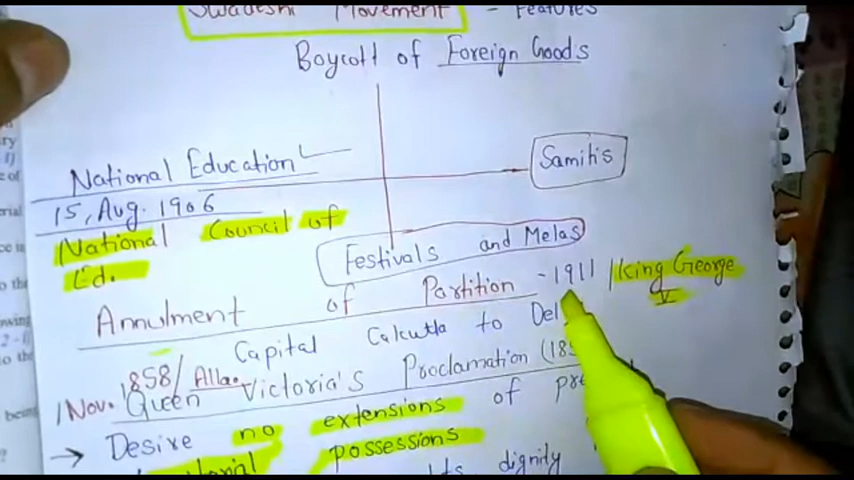 Swadeshi Movement - Features
Boycott of Foreign Goods
National Education
Samitis
15, Aug. 1906
National Council of
Ed.
Festivals and Melas
Annulment of Partition - 1911 / King George
V
Capital Calcutta to Del
1 Nov. 1858/ Alla.
Queen Victoria's Proclamation (185
→ Desire no extensions of pre
possessions
dignity